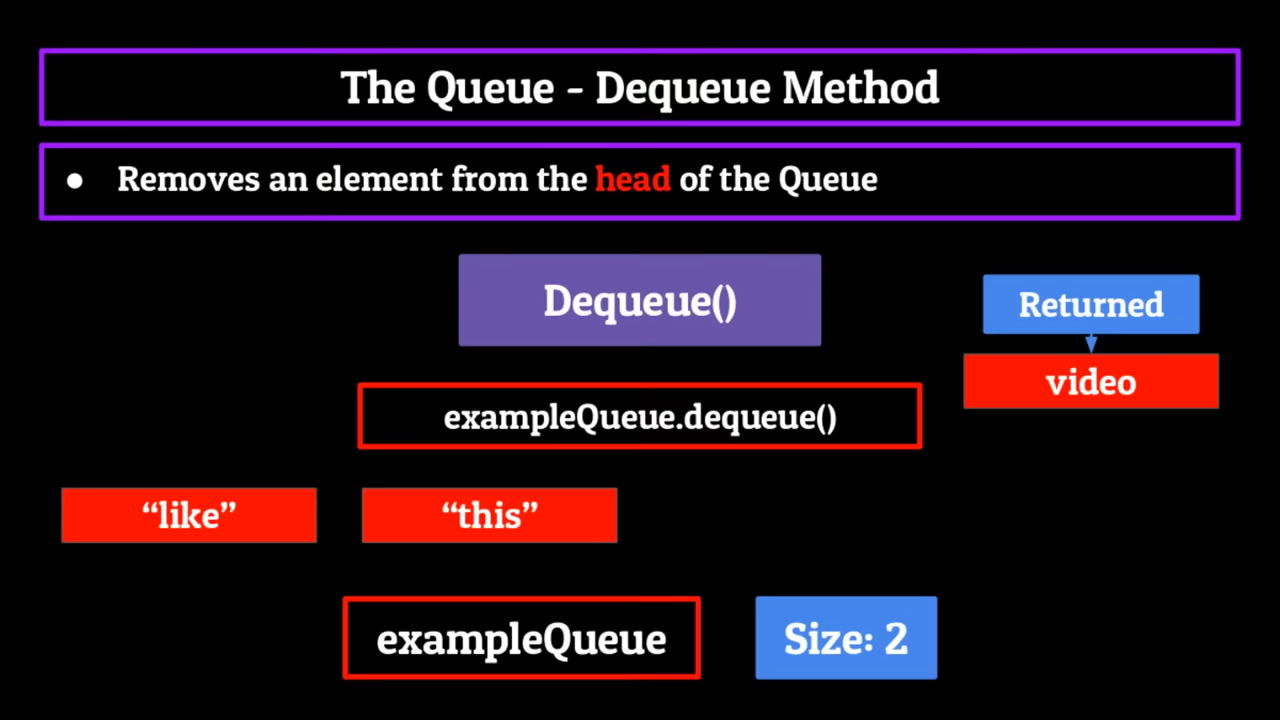 The Queue - Dequeue Method
● Removes an element from the head of the Queue
Dequeue()
Returned
video
exampleQueue.dequeue()
“like” “this”
exampleQueue
Size: 2